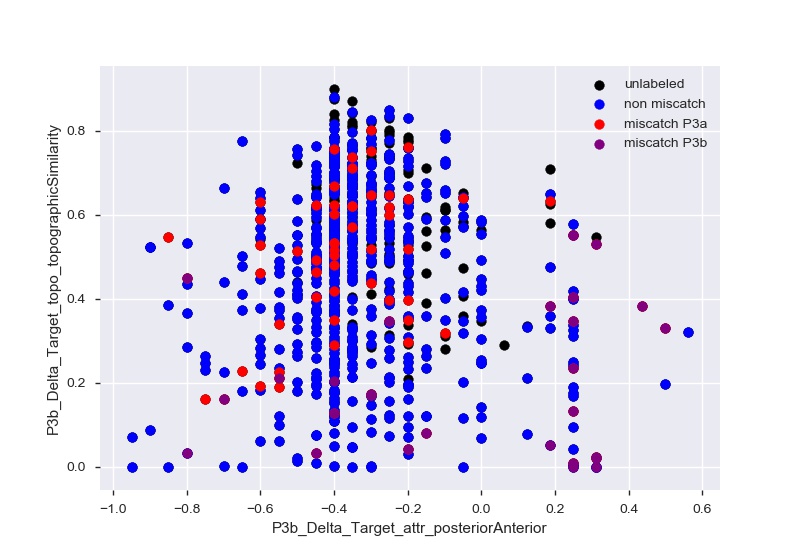 unlabeled
non miscatch
miscatch P3a
miscatch P3b
0.8
0.6
0.4
0.2
0.0
P3b_Delta_Target_topo_topographicSimilarity
−1.0 −0.8 −0.6 −0.4 −0.2 0.0 0.2 0.4 0.6
P3b_Delta_Target_attr_posteriorAnterior